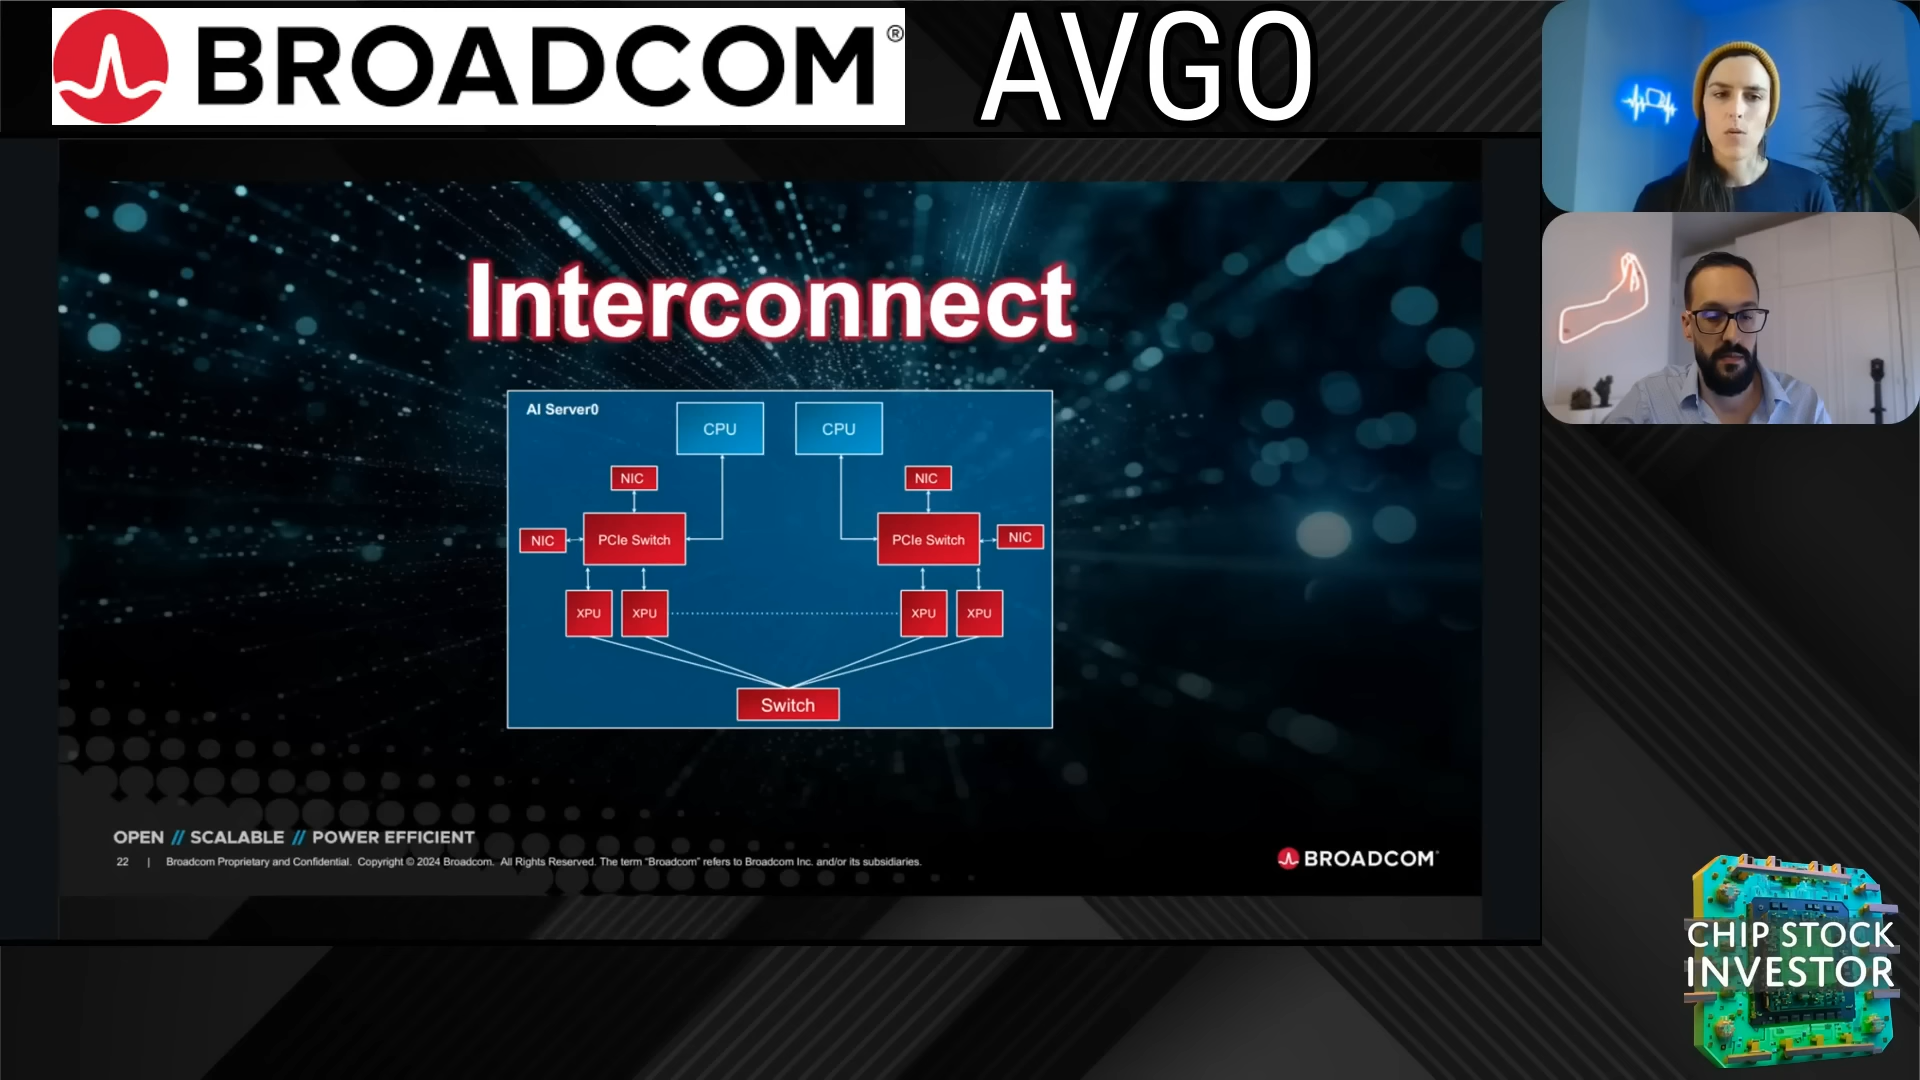 BROADCOM®
AVGO
Interconnect
AI Server0
CPU
CPU
NIC
NIC
NIC
PCIe Switch
PCIe Switch
NIC
XPU
XPU
XPU
XPU
Switch
OPEN // SCALABLE // POWER EFFICIENT
22 | Broadcom Proprietary and Confidential. Copyright © 2024 Broadcom. All Rights Reserved. The term “Broadcom” refers to Broadcom Inc. and/or its subsidiaries.
BROADCOM®
CHIP STOCK
INVESTOR